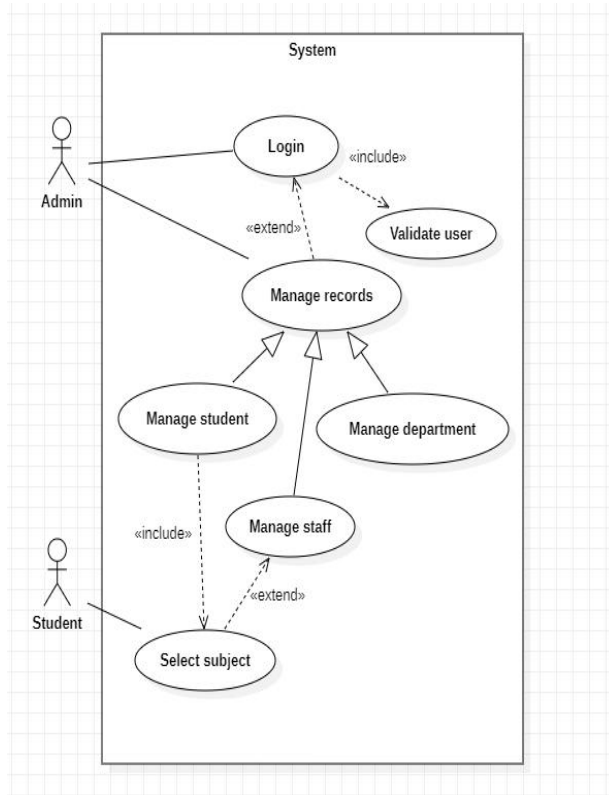 System
Login
«include»
Admin
«extend»
Validate user
Manage records
Manage student
Manage department
Manage staff
«include»
«extend»
Student
Select subject